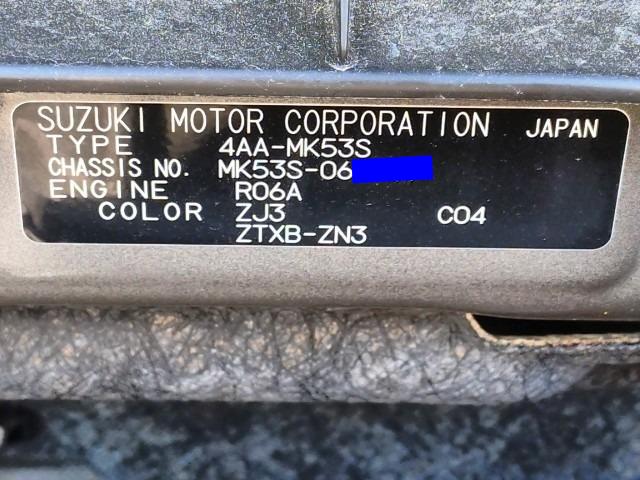 SUZUKI MOTOR CORPORATION JAPAN
TYPE 4AA-MK53S
CHASSIS NO. MK53S-06
ENGINE R06A
COLOR ZJ3 C04
ZTXB-ZN3